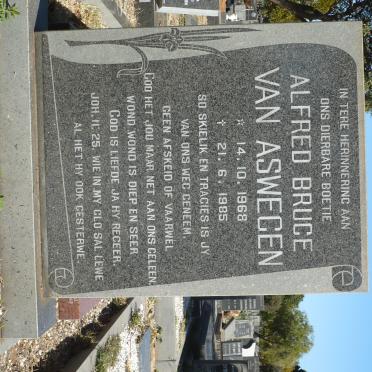 IN TERE HERINNERING AAN
ONS DIERBARE BOETIE
ALFRED BRUCE
VAN ASWEGEN
☆ 14. 10. 1968
✝ 21. 6. 1985
SO SKIELIK EN TRAGIES IS JY
VAN ONS WEG GENEEM.
GEEN AFSKEID OF VAARWEL
WOND, WOND IS DIEP EN SEER
GOD HET JOU MAAR NET AAN ONS GELEEN.
GOD IS LIEFDE. JA HY REGEER.
JOH. 11: 25. WIE IN MY GLO SAL LEWE
AL HET HY OOK GESTERWE.